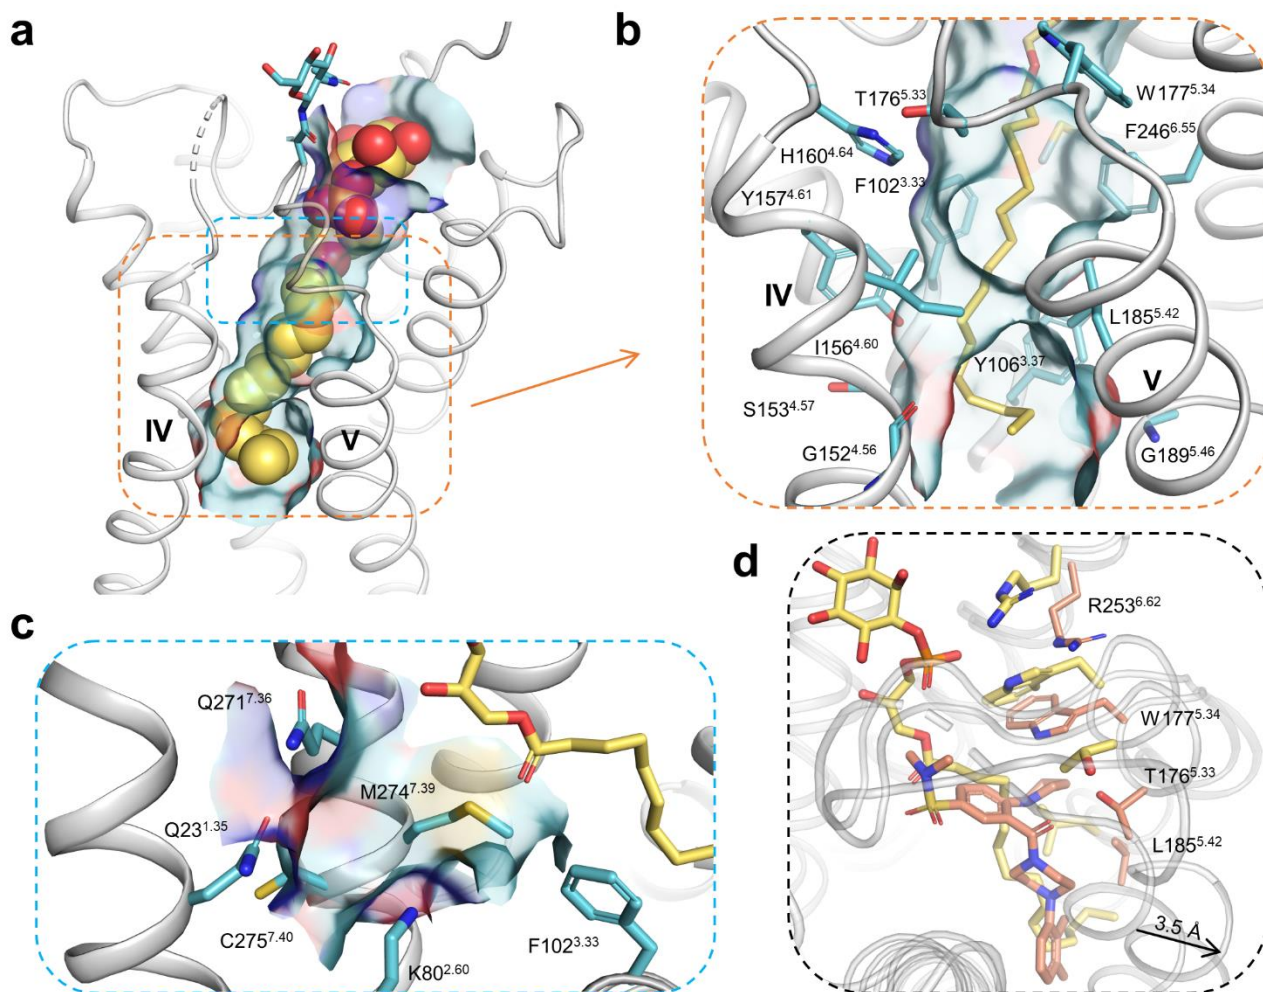 a
IV
V
b
T176^5.33
W177^5.34
H160^4.64
F246^6.55
F102^3.33
Y157^4.61
IV
L185^5.42
I156^4.60
Y106^3.37
V
S153^4.57
G152^4.56
G189^5.46
c
Q271^7.36
M274^7.39
Q23^1.35
C275^7.40
K80^2.60
F102^3.33
d
R253^6.62
W177^5.34
T176^5.33
L185^5.42
3.5 Å